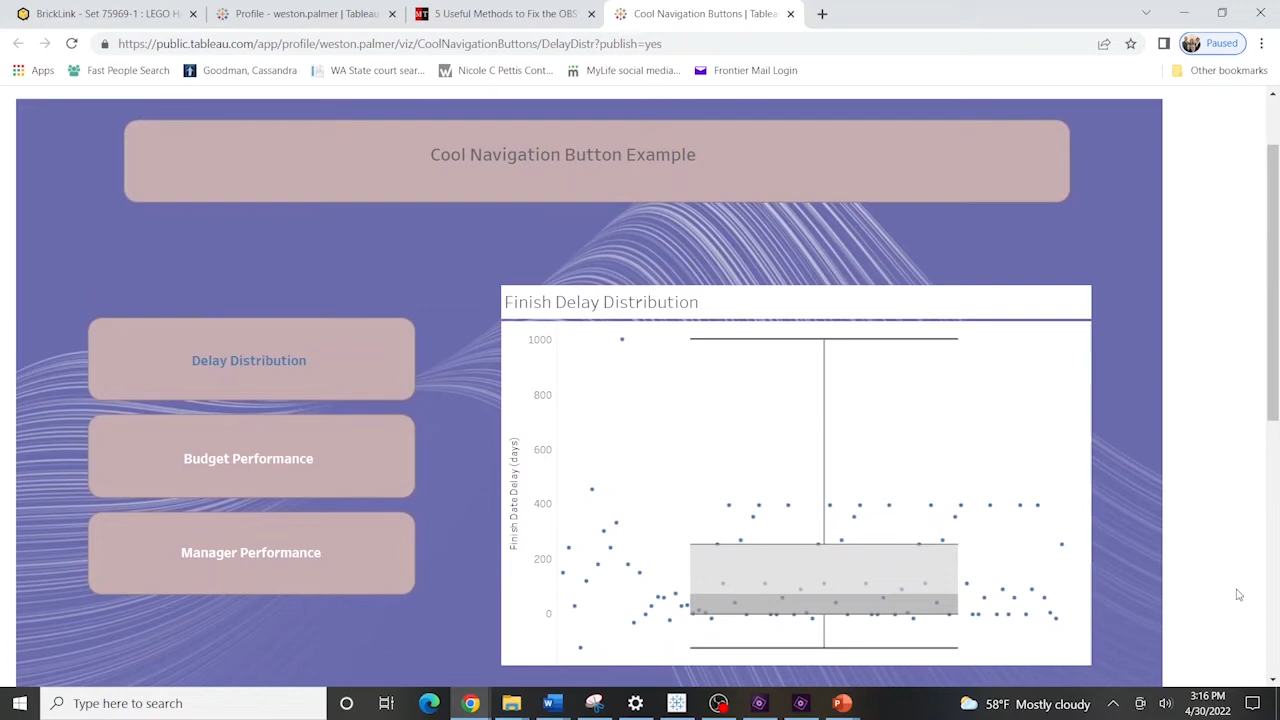 BrickLink - Set 75969-1 : LEGO H
Profile - weston.palmer | Tableau
5 Useful Methods to Fix the OBS
Cool Navigation Buttons | Tablea
https://public.tableau.com/app/profile/weston.palmer/viz/CoolNavigationButtons/DelayDistr?publish=yes
Paused
Apps
Fast People Search
Goodman, Cassandra
WA State court sear...
Nicole C Pettis Cont...
MyLife social media...
Frontier Mail Login
Other bookmarks
Cool Navigation Button Example
Delay Distribution
Budget Performance
Manager Performance
Finish Delay Distribution
Finish Date Delay (days)
1000
800
600
400
200
0
Type here to search
58°F Mostly cloudy
3:16 PM
4/30/2022